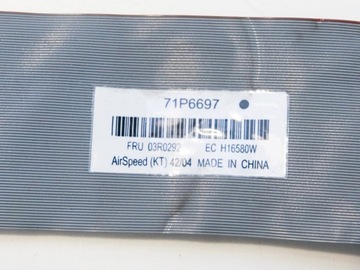 71P6697
FRU 03R0292 EC H16580W
AirSpeed (KT) 42/04 MADE IN CHINA